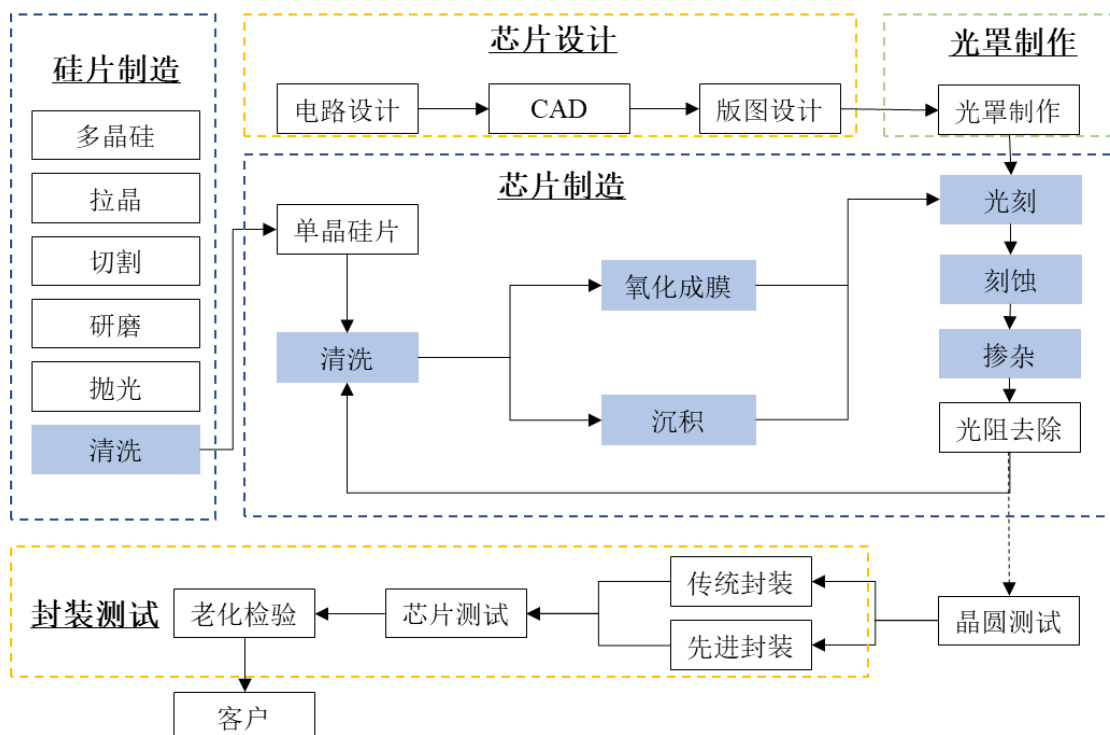 硅片制造
多晶硅
拉晶
切割
研磨
抛光
清洗
芯片设计
电路设计
CAD
版图设计
光罩制作
光罩制作
芯片制造
单晶硅片
清洗
氧化成膜
沉积
光刻
刻蚀
掺杂
光阻去除
晶圆测试
封装测试
传统封装
先进封装
芯片测试
老化检验
客户